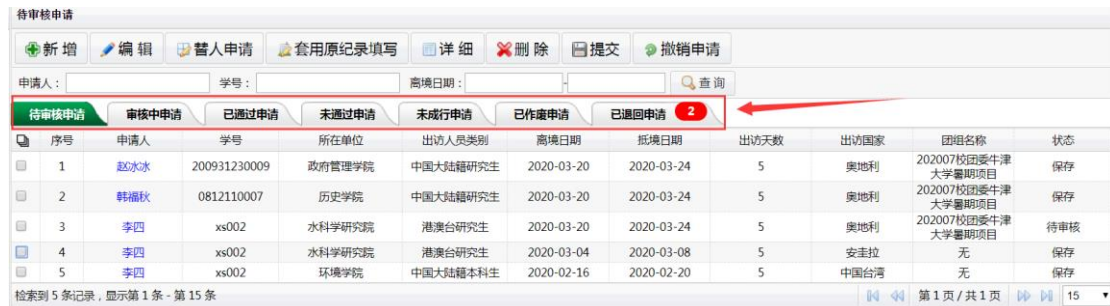 待审核申请
新 增 编 辑 替人申请 套用原纪录填写 详 细 删 除 提交 撤销申请
申请人： 学号： 离境日期： - 查 询
待审核申请 审核中申请 已通过申请 未通过申请 未成行申请 已作废申请 已退回申请 2
序号 申请人 学号 所在单位 出访人员类别 离境日期 抵境日期 出访天数 出访国家 团组名称 状态
1 赵冰冰 200931230009 政府管理学院 中国大陆籍研究生 2020-03-20 2020-03-24 5 奥地利 202007校团委牛津大学暑期项目 保存
2 韩福秋 0812110007 历史学院 中国大陆籍研究生 2020-03-20 2020-03-24 5 奥地利 202007校团委牛津大学暑期项目 保存
3 李四 xs002 水科学研究院 港澳台研究生 2020-03-20 2020-03-24 5 奥地利 202007校团委牛津大学暑期项目 待审核
4 李四 xs002 水科学研究院 港澳台研究生 2020-03-04 2020-03-08 5 安圭拉 无 保存
5 李四 xs002 环境学院 中国大陆籍本科生 2020-02-16 2020-02-20 5 中国台湾 无 保存
检索到 5 条记录，显示第 1 条 - 第 15 条 第 1 页 / 共 1 页 15